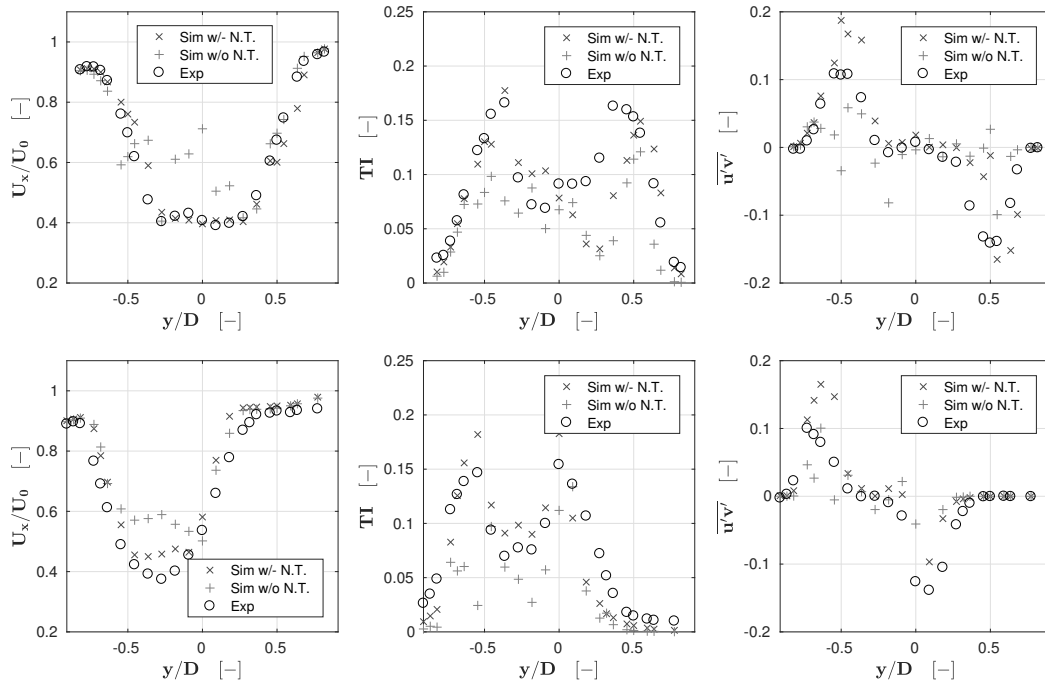 1
0.8
0.6
0.4
0.2
-0.5
0
0.5
U_x/U_0 [−]
y/D [−]
Sim w/- N.T.
Sim w/o N.T.
Exp
0.25
0.2
0.15
0.1
0.05
0
-0.5
0
0.5
TI [−]
y/D [−]
Sim w/- N.T.
Sim w/o N.T.
Exp
0.2
0.1
0
-0.1
-0.2
-0.5
0
0.5
u'v' [−]
y/D [−]
Sim w/- N.T.
Sim w/o N.T.
Exp
1
0.8
0.6
0.4
0.2
-0.5
0
0.5
U_x/U_0 [−]
y/D [−]
Sim w/- N.T.
Sim w/o N.T.
Exp
0.25
0.2
0.15
0.1
0.05
0
-0.5
0
0.5
TI [−]
y/D [−]
Sim w/- N.T.
Sim w/o N.T.
Exp
0.2
0.1
0
-0.1
-0.2
-0.5
0
0.5
u'v' [−]
y/D [−]
Sim w/- N.T.
Sim w/o N.T.
Exp